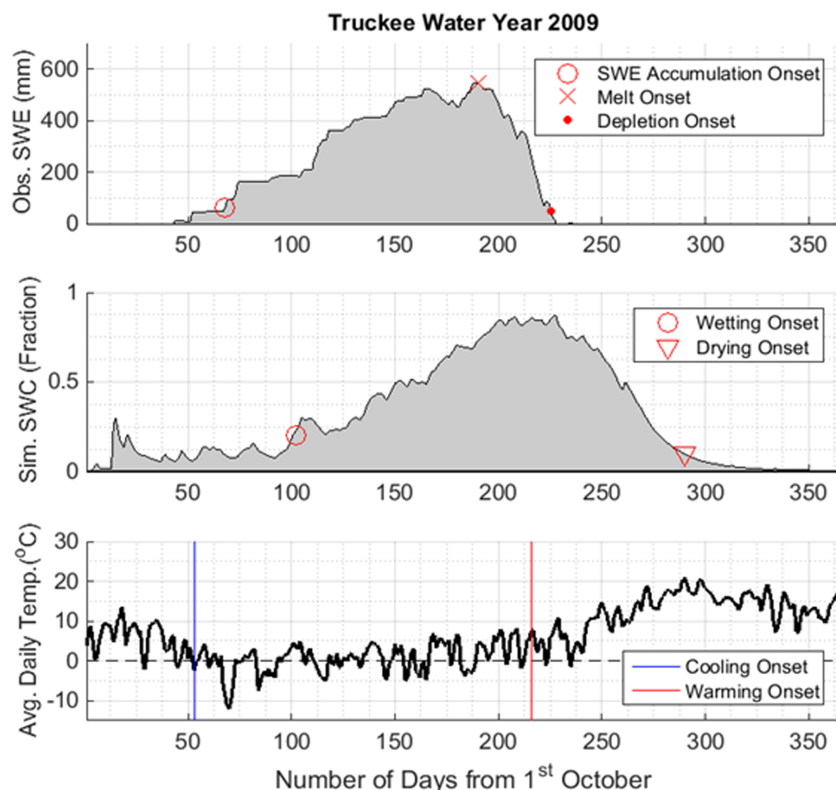 Truckee Water Year 2009
Obs. SWE (mm)
600
400
200
0
SWE Accumulation Onset
Melt Onset
Depletion Onset
50 100 150 200 250 300 350
Sim. SWC (Fraction)
1
0.5
0
Wetting Onset
Drying Onset
50 100 150 200 250 300 350
Avg. Daily Temp.(°C)
30
20
10
0
-10
Cooling Onset
Warming Onset
50 100 150 200 250 300 350
Number of Days from 1st October